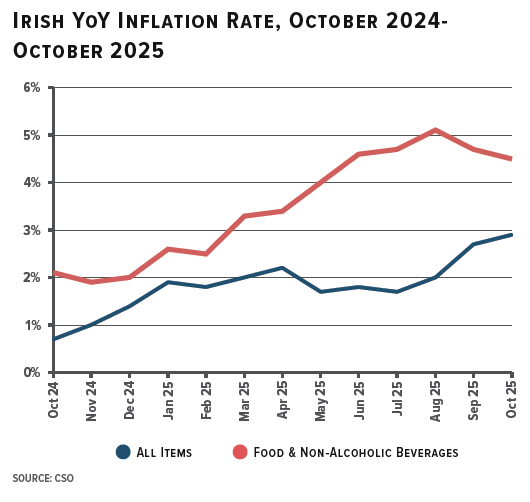 Irish YoY Inflation Rate, October 2024-
October 2025
6%
5%
4%
3%
2%
1%
0%
Oct 24
Nov 24
Dec 24
Jan 25
Feb 25
Mar 25
Apr 25
May 25
Jun 25
Jul 25
Aug 25
Sep 25
Oct 25
All Items
Food & Non-Alcoholic Beverages
SOURCE: CSO